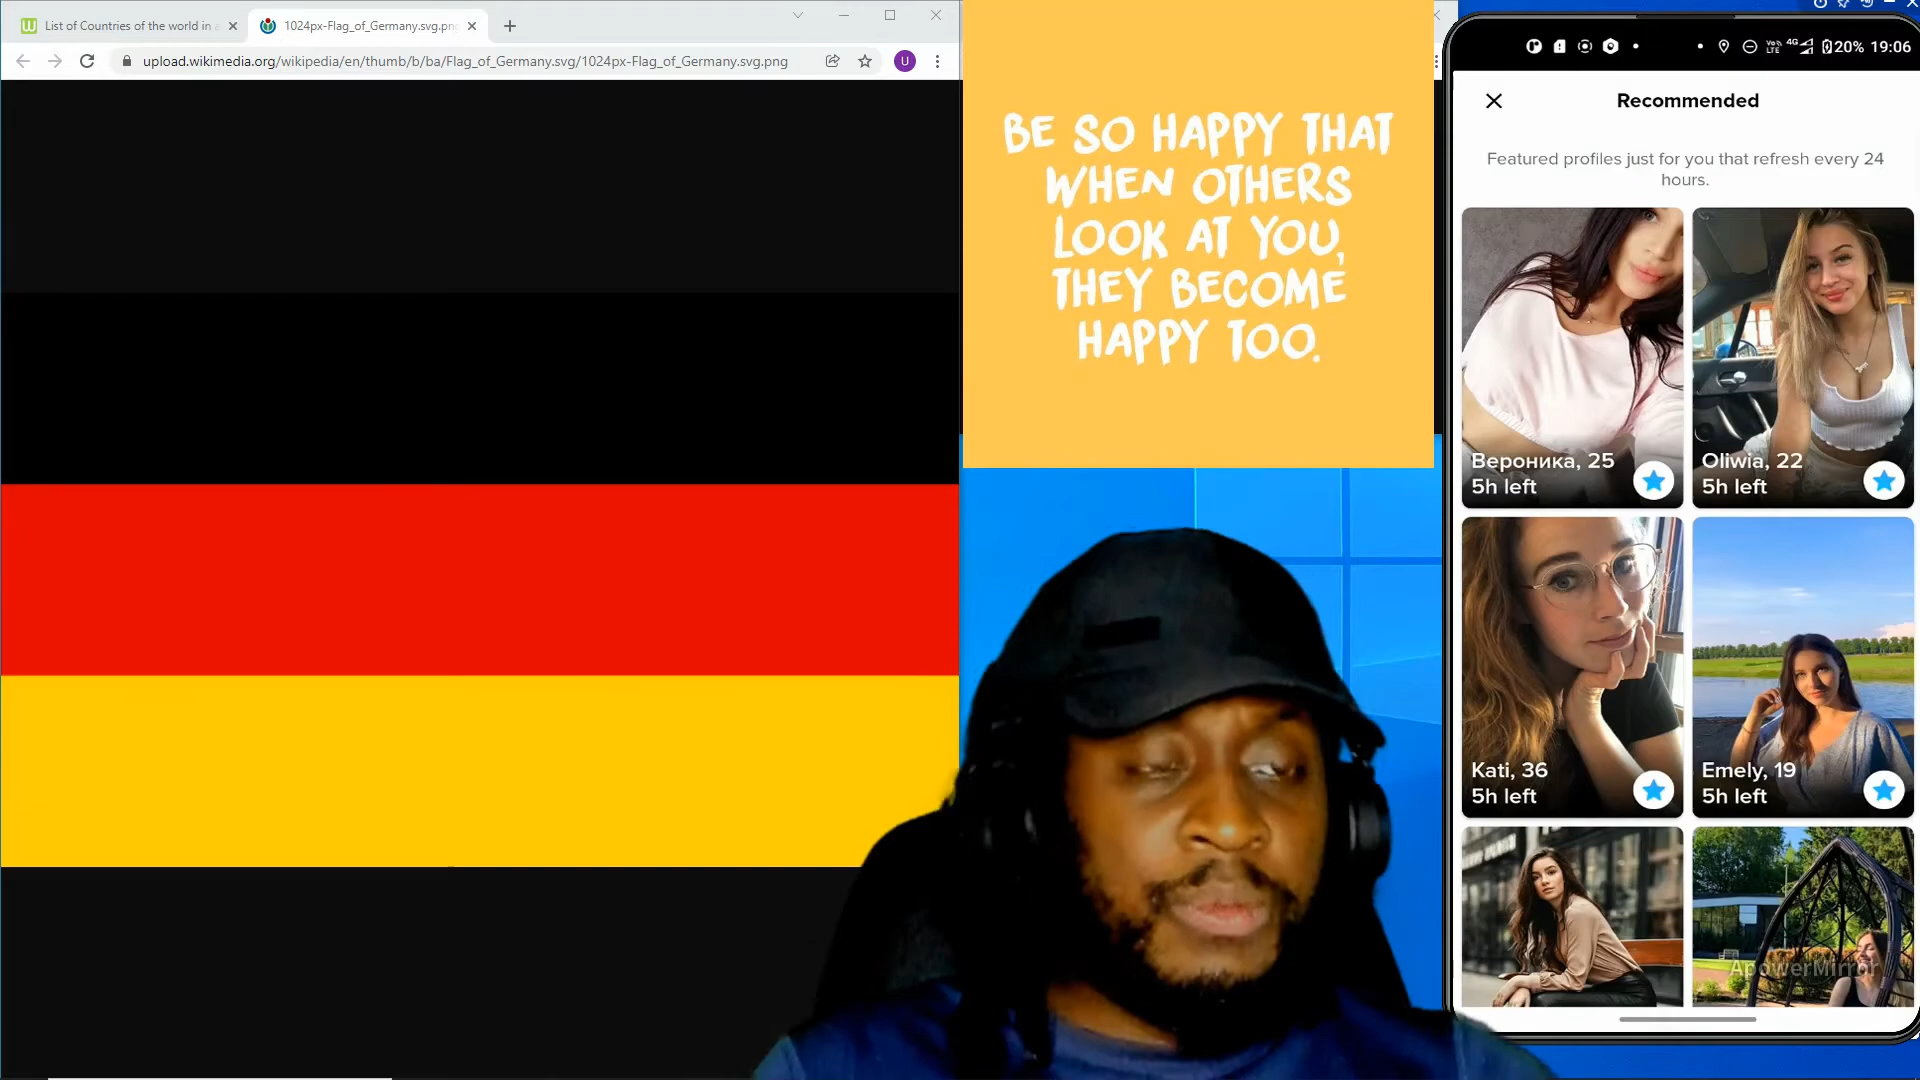 List of Countries of the world in a
1024px-Flag_of_Germany.svg.png
upload.wikimedia.org/wikipedia/en/thumb/b/ba/Flag_of_Germany.svg/1024px-Flag_of_Germany.svg.png
U
BE SO HAPPY THAT
WHEN OTHERS
LOOK AT YOU,
THEY BECOME
HAPPY TOO.
4G 20% 19:06
Recommended
Featured profiles just for you that refresh every 24
hours.
Вероника, 25
5h left
Oliwia, 22
5h left
Kati, 36
5h left
Emely, 19
5h left
ApowerMirror